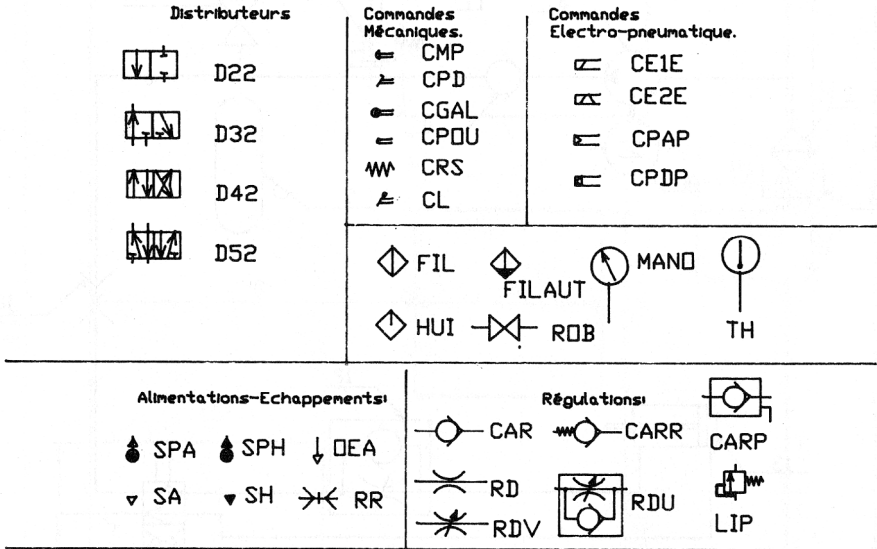 Distributeurs
D22
D32
D42
D52
Commandes
Mécaniques.
CMP
CPD
CGAL
CPOU
CRS
CL
Commandes
Electro-pneumatique.
CE1E
CE2E
CPAP
CPDP
FIL
FILAUT
MANO
TH
HUI
ROB
Alimentations-Echappements:
SPA
SPH
OEA
SA
SH
RR
Régulations:
CAR
CARR
CARP
RD
RDU
RDV
LIP